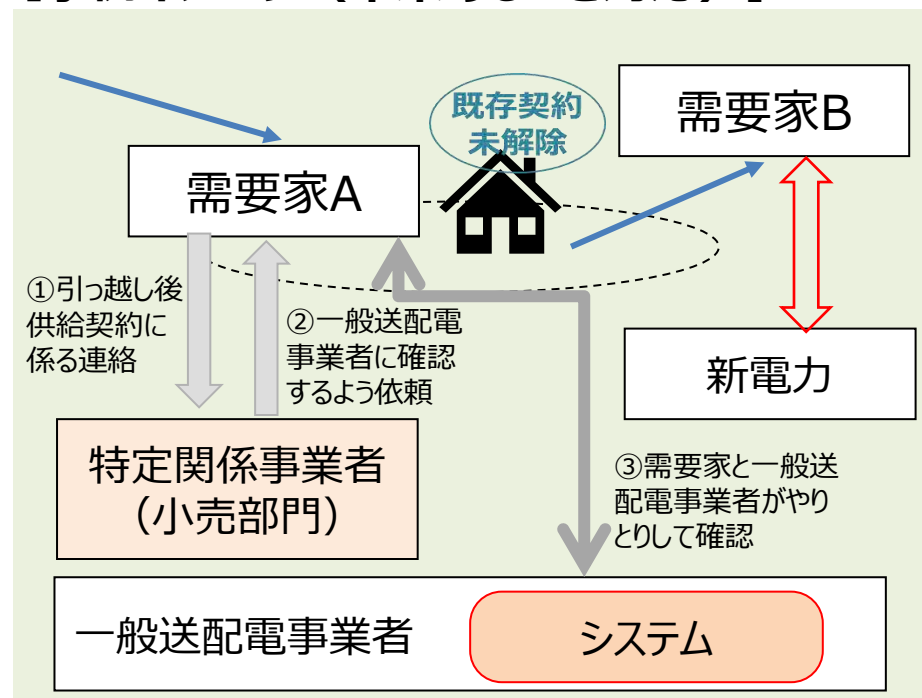 既存契約
未解除
需要家B
需要家A
①引っ越し後
供給契約に
係る連絡
②一般送配電
事業者に確認
するよう依頼
新電力
特定関係事業者
（小売部門）
③需要家と一般送
配電事業者がやり
とりして確認
一般送配電事業者
システム